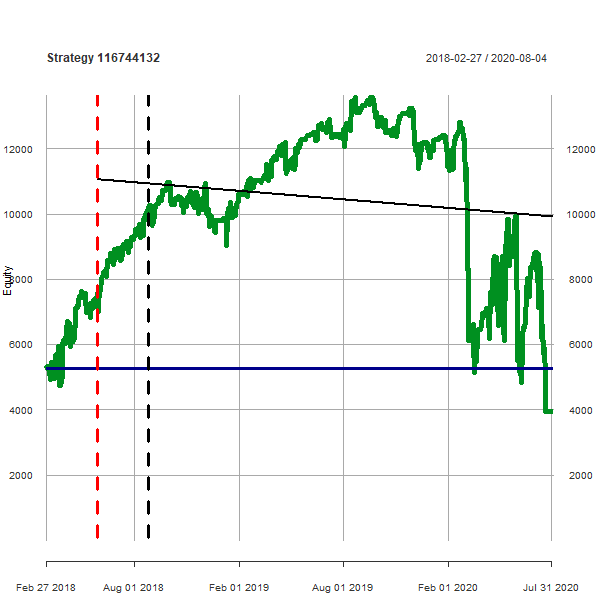 Strategy 116744132
2018-02-27 / 2020-08-04
12000
12000
10000
10000
Equity
8000
8000
6000
6000
4000
4000
2000
2000
Feb 27 2018
Aug 01 2018
Feb 01 2019
Aug 01 2019
Feb 01 2020
Jul 31 2020